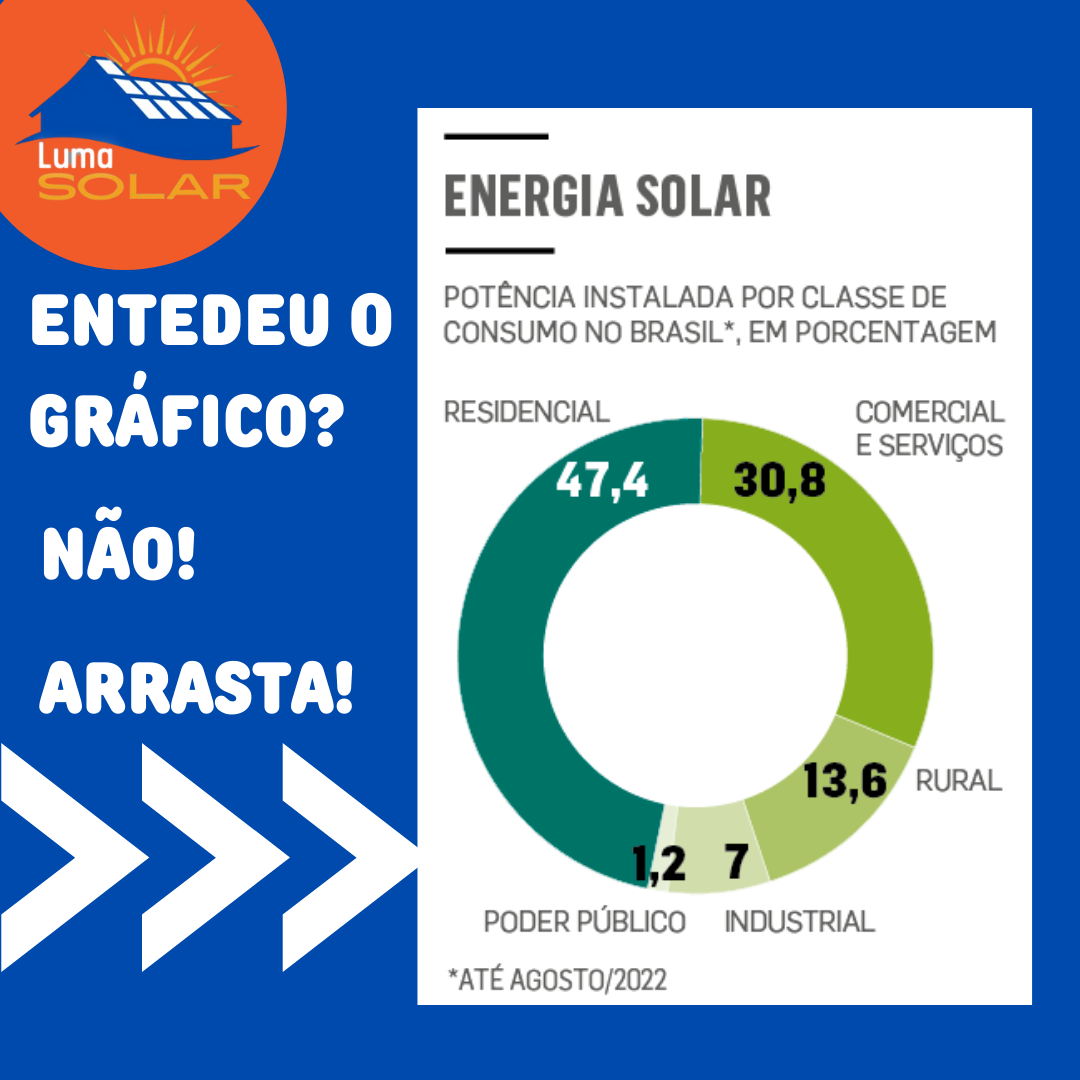 Luma
SOLAR
ENTEDEU O
GRÁFICO?
NÃO!
ARRASTA!
ENERGIA SOLAR
POTÊNCIA INSTALADA POR CLASSE DE
CONSUMO NO BRASIL*, EM PORCENTAGEM
RESIDENCIAL
COMERCIAL
E SERVIÇOS
47,4
30,8
13,6
RURAL
1,2
7
PODER PÚBLICO
INDUSTRIAL
*ATÉ AGOSTO/2022